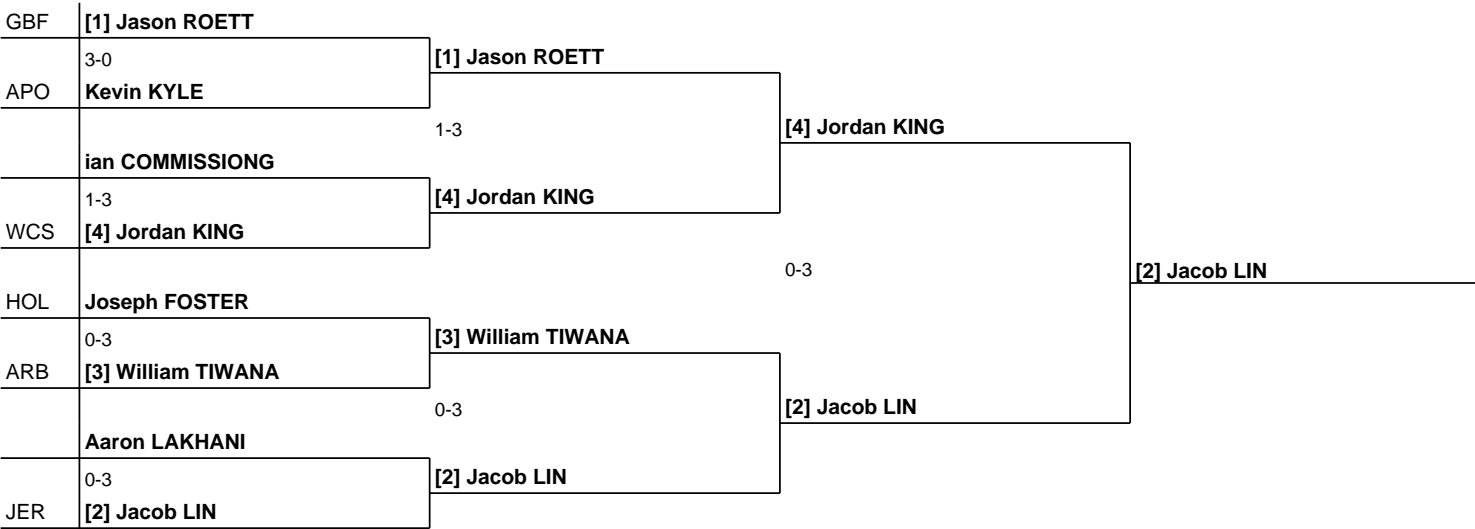 GBF [1] Jason ROETT
3-0 [1] Jason ROETT
APO Kevin KYLE
1-3 [4] Jordan KING
ian COMMISSIONG
1-3 [4] Jordan KING
WCS [4] Jordan KING
0-3 [2] Jacob LIN
HOL Joseph FOSTER
0-3 [3] William TIWANA
ARB [3] William TIWANA
0-3 [2] Jacob LIN
Aaron LAKHANI
0-3 [2] Jacob LIN
JER [2] Jacob LIN